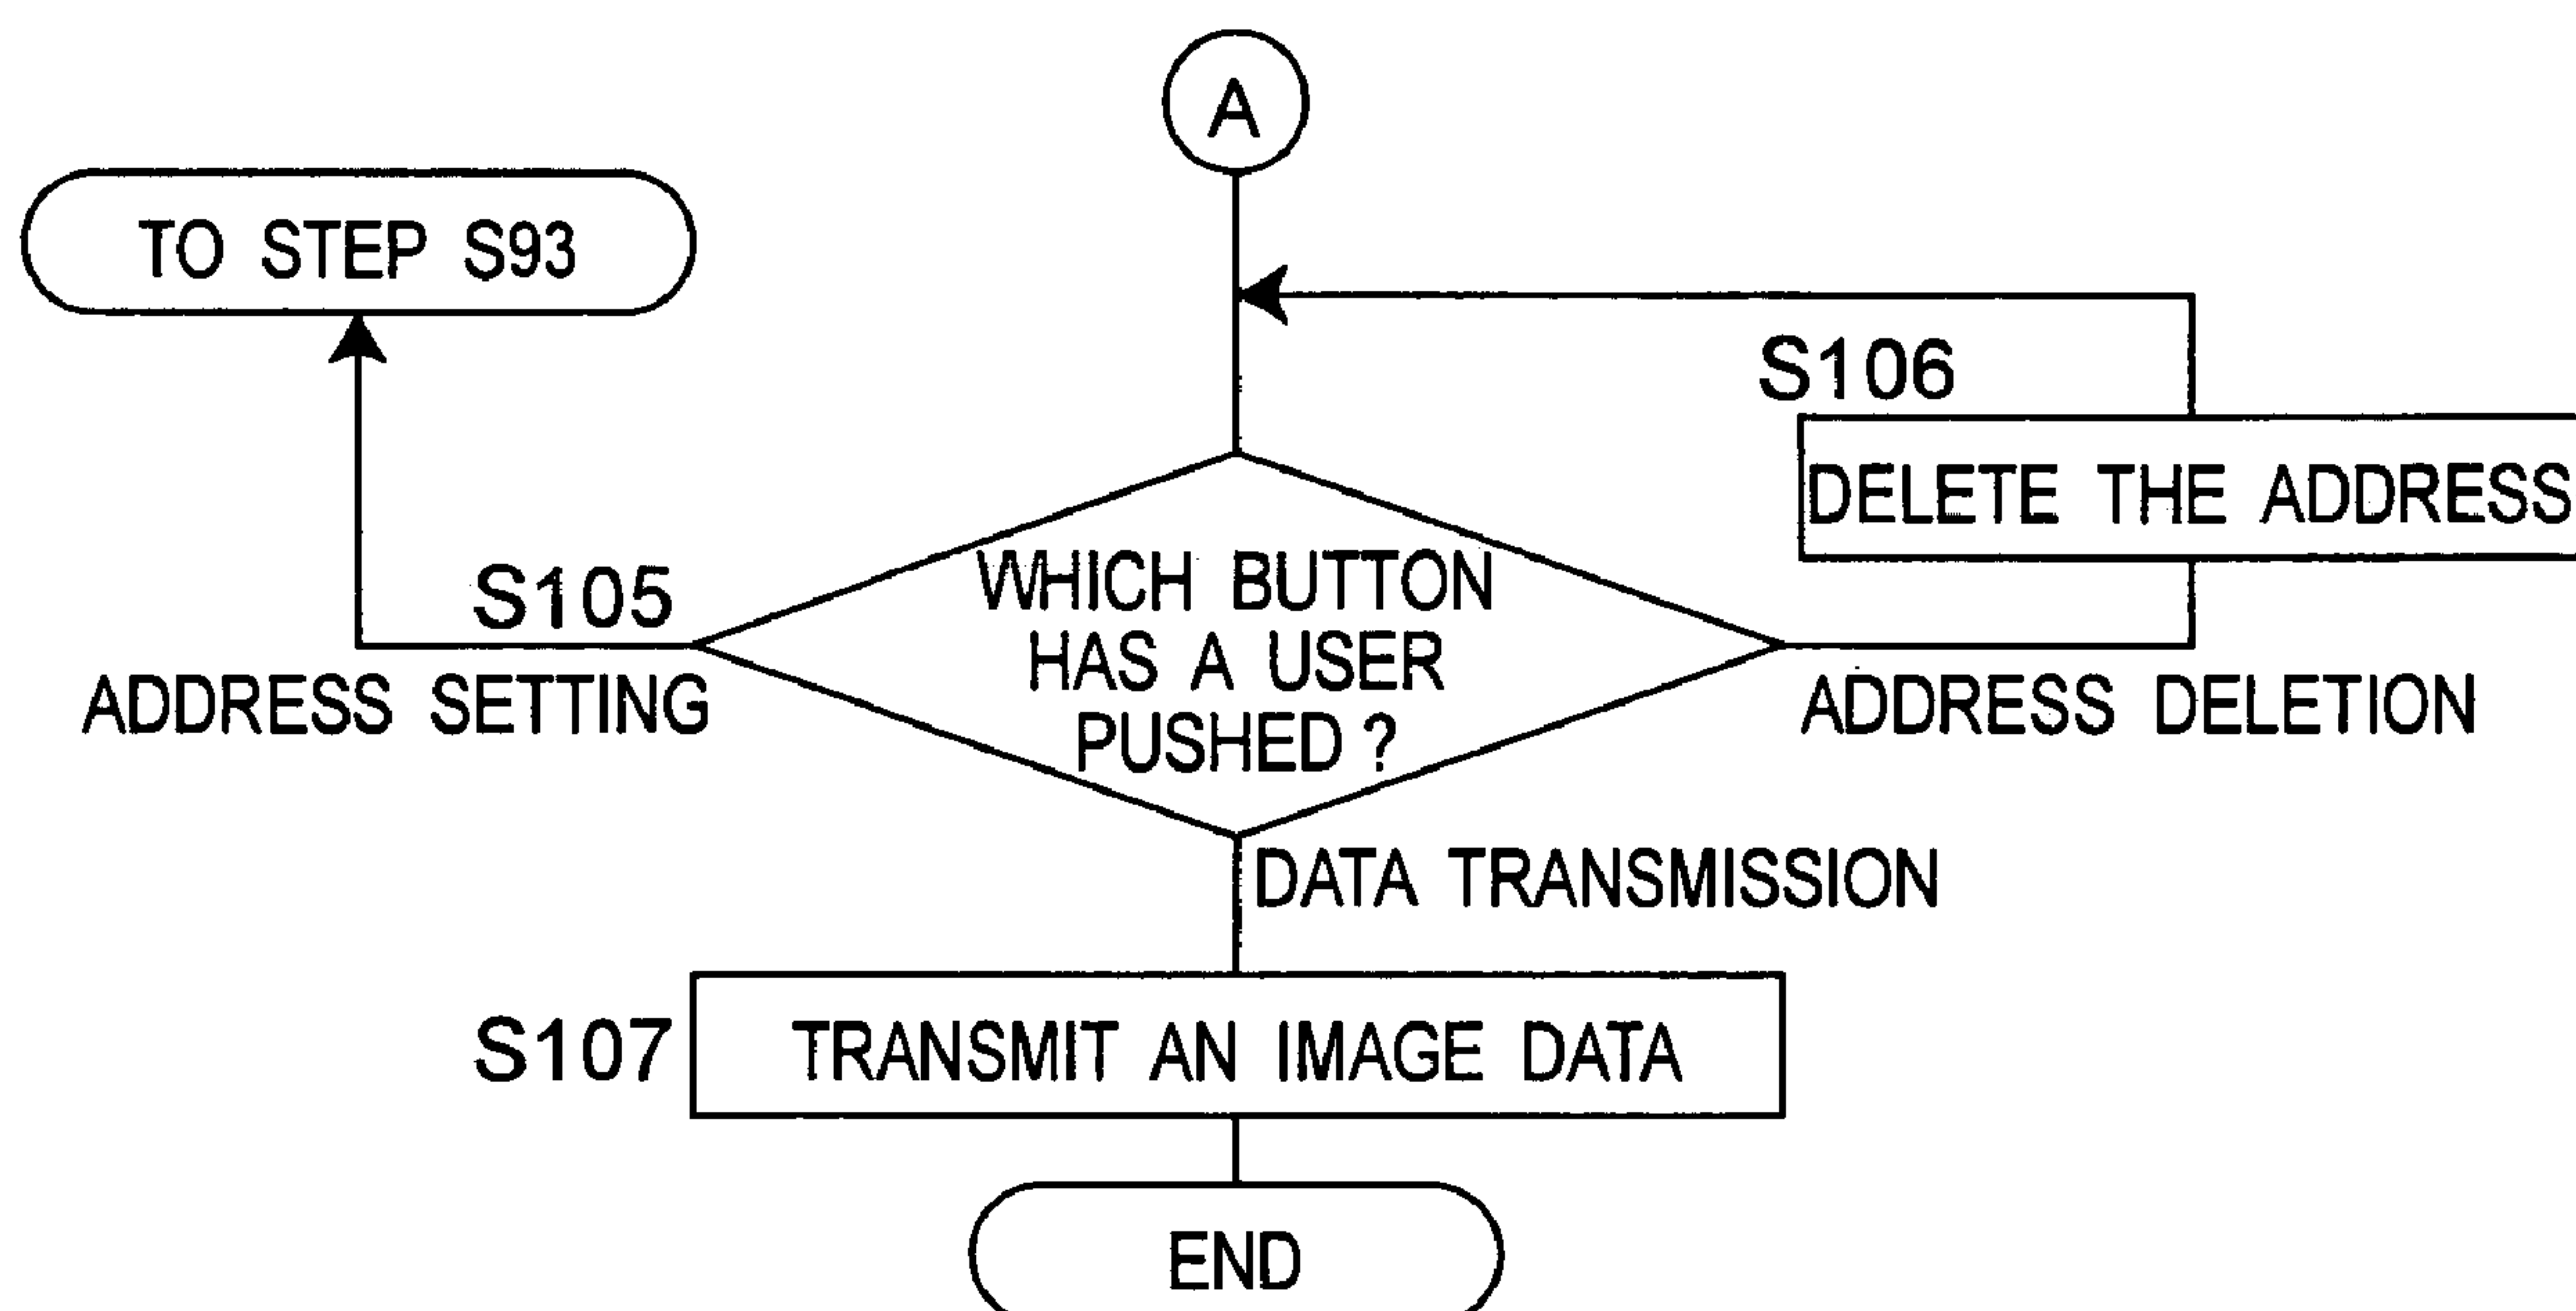 A
TO STEP S93
S106
DELETE THE ADDRESS
WHICH BUTTON
HAS A USER
PUSHED ?
S105
ADDRESS SETTING
ADDRESS DELETION
DATA TRANSMISSION
S107
TRANSMIT AN IMAGE DATA
END